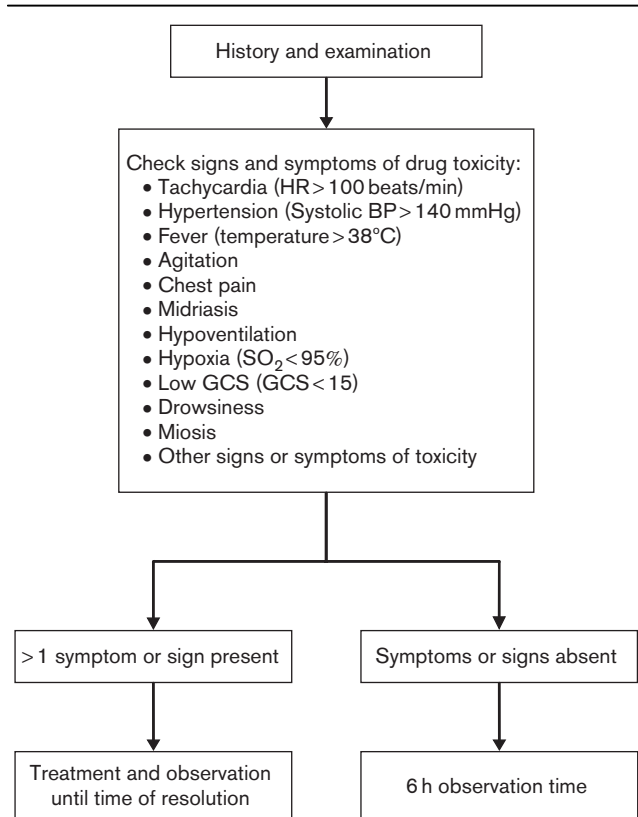 History and examination
Check signs and symptoms of drug toxicity:
• Tachycardia (HR > 100 beats/min)
• Hypertension (Systolic BP > 140 mmHg)
• Fever (temperature > 38°C)
• Agitation
• Chest pain
• Midriasis
• Hypoventilation
• Hypoxia (SO₂ < 95%)
• Low GCS (GCS < 15)
• Drowsiness
• Miosis
• Other signs or symptoms of toxicity
> 1 symptom or sign present
Symptoms or signs absent
Treatment and observation
until time of resolution
6 h observation time